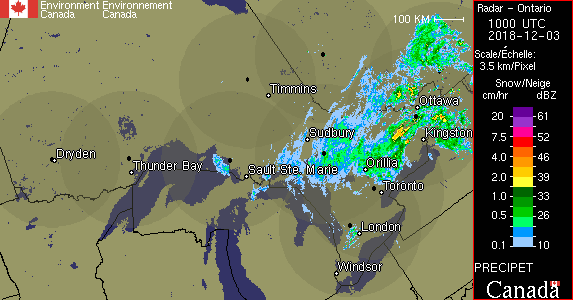 Environment Environnement
Canada Canada
100 KM
Timmins
Ottawa
Sudbury
Kingston
Dryden
Thunder Bay
Sault Ste. Marie
Orillia
Toronto
London
Windsor
Radar - Ontario
1000 UTC
2018-12-03
Scale/Échelle:
3.5 km/Pixel
Snow/Neige
cm/hr dBZ
20 61
7.5 52
4.0 46
2.0 39
1.0 33
0.5 26
0.1 10
PRECIPET
Canada